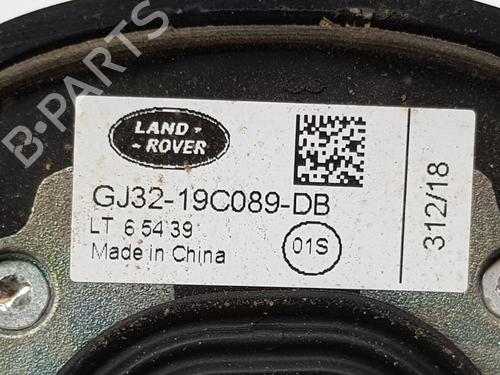 B-PARTS
LAND-
-ROVER
GJ32-19C089-DB
LT 6 54 39
Made in China
01S
312/18